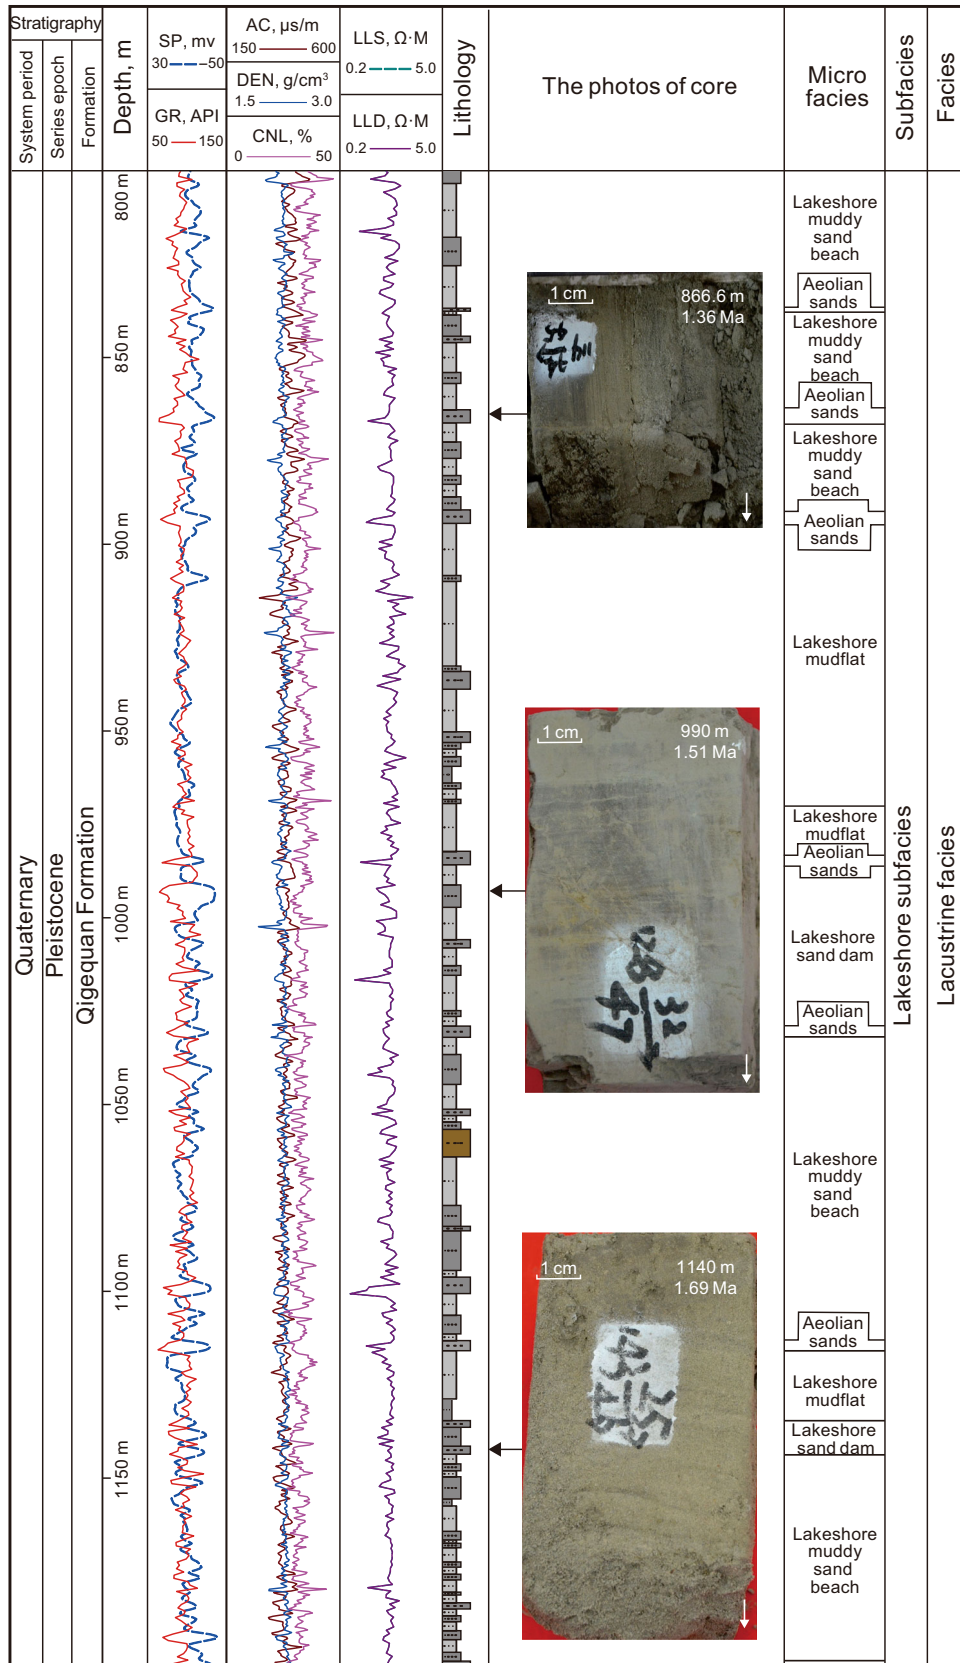 Stratigraphy
System period
Series epoch
Formation
Depth, m
SP, mv
30 −50
GR, API
50 150
AC, µs/m
150 600
DEN, g/cm³
1.5 3.0
CNL, %
0 50
LLS, Ω·M
0.2 5.0
LLD, Ω·M
0.2 5.0
Lithology
The photos of core
Micro
facies
Subfacies
Facies
Quaternary
Pleistocene
Qigequan Formation
800 m
850 m
900 m
950 m
1000 m
1050 m
1100 m
1150 m
1 cm
866.6 m
1.36 Ma
1 cm
990 m
1.51 Ma
128 32
47
1 cm
1140 m
1.69 Ma
Lakeshore
muddy
sand
beach
Aeolian
sands
Lakeshore
muddy
sand
beach
Aeolian
sands
Lakeshore
muddy
sand
beach
Aeolian
sands
Lakeshore
mudflat
Lakeshore
mudflat
Aeolian
sands
Lakeshore
sand dam
Aeolian
sands
Lakeshore
muddy
sand
beach
Aeolian
sands
Lakeshore
mudflat
Lakeshore
sand dam
Lakeshore
muddy
sand
beach
Lakeshore subfacies
Lacustrine facies